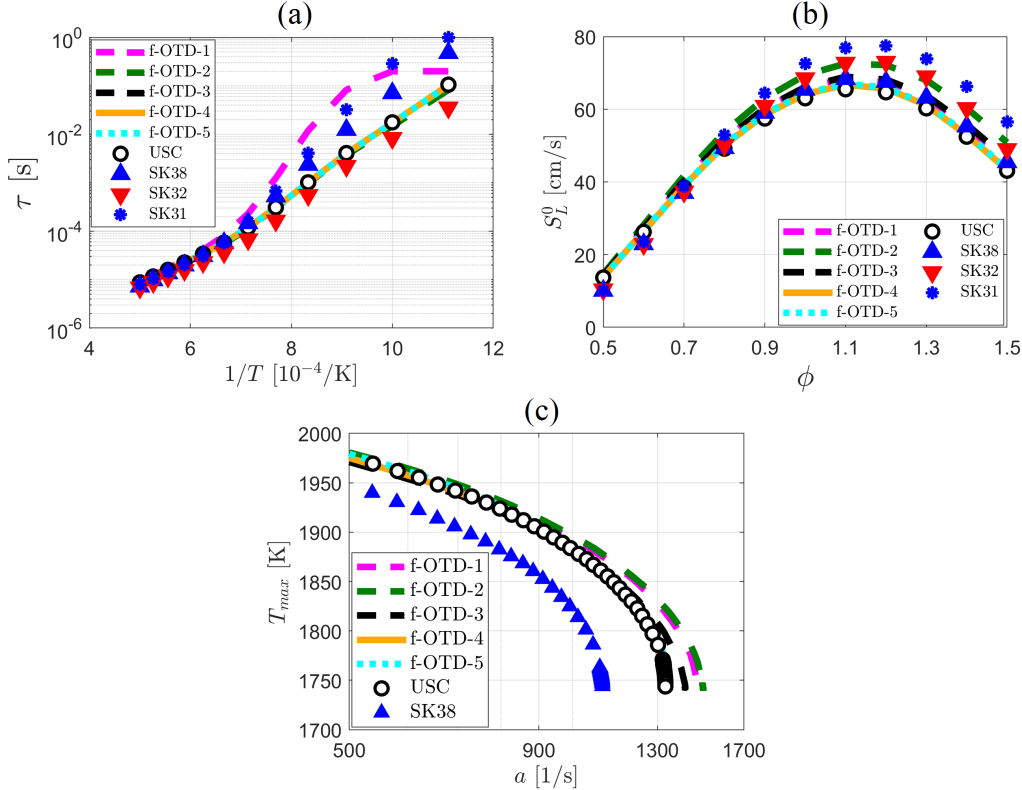 (a)
10^0
10^-2
10^-4
10^-6
τ [s]
f-OTD-1
f-OTD-2
f-OTD-3
f-OTD-4
f-OTD-5
USC
SK38
SK32
SK31
4
6
8
10
12
1/T [10^-4/K]
(b)
80
60
40
20
0
S_L^0 [cm/s]
f-OTD-1
f-OTD-2
f-OTD-3
f-OTD-4
f-OTD-5
USC
SK38
SK32
SK31
0.5
0.7
0.9
1.1
1.3
1.5
ϕ
(c)
2000
1950
1900
1850
1800
1750
1700
T_max [K]
f-OTD-1
f-OTD-2
f-OTD-3
f-OTD-4
f-OTD-5
USC
SK38
500
900
1300
1700
a [1/s]